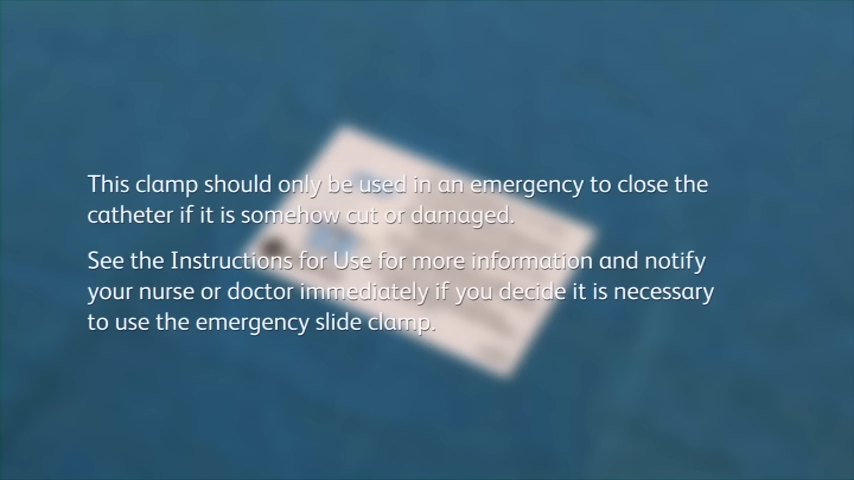 This clamp should only be used in an emergency to close the
catheter if it is somehow cut or damaged.
See the Instructions for Use for more information and notify
your nurse or doctor immediately if you decide it is necessary
to use the emergency slide clamp.